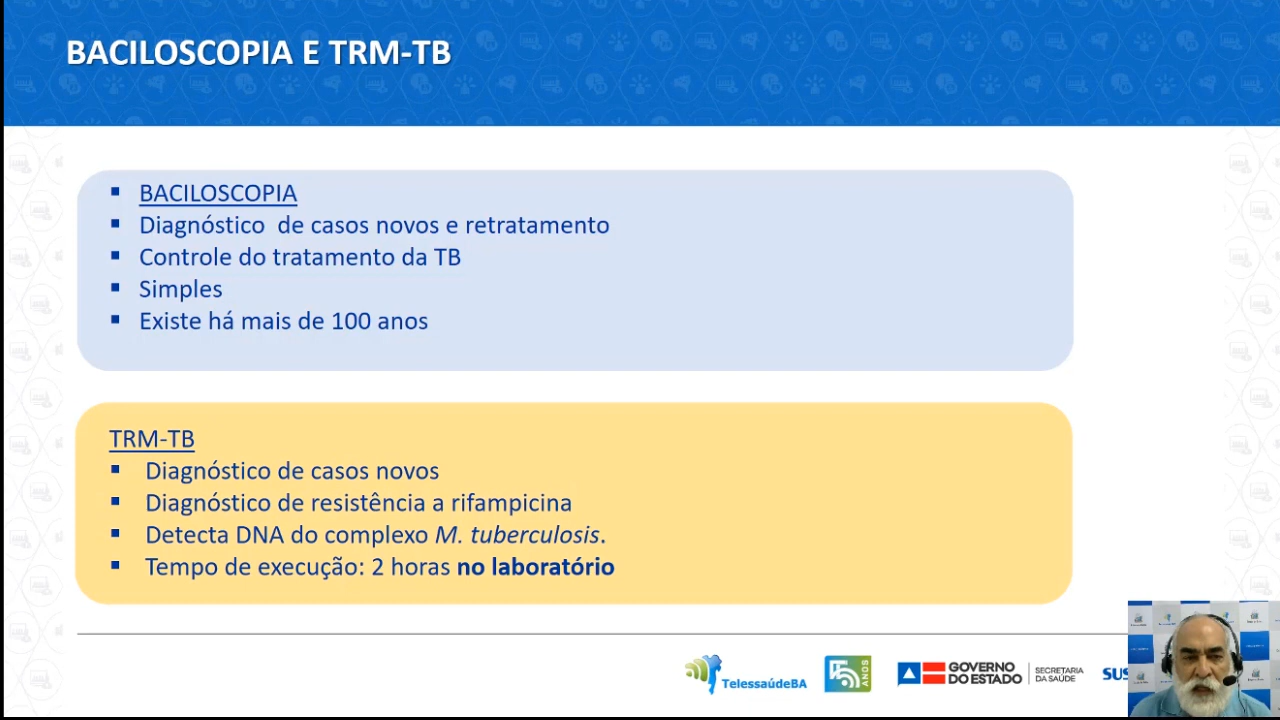 BACILOSCOPIA E TRM-TB
▪ BACILOSCOPIA
▪ Diagnóstico de casos novos e retratamento
▪ Controle do tratamento da TB
▪ Simples
▪ Existe há mais de 100 anos
TRM-TB
▪ Diagnóstico de casos novos
▪ Diagnóstico de resistência a rifampicina
▪ Detecta DNA do complexo M. tuberculosis.
▪ Tempo de execução: 2 horas no laboratório
TelessaúdeBA
15 ANOS
GOVERNO DO ESTADO
SECRETARIA DA SAÚDE
SUS